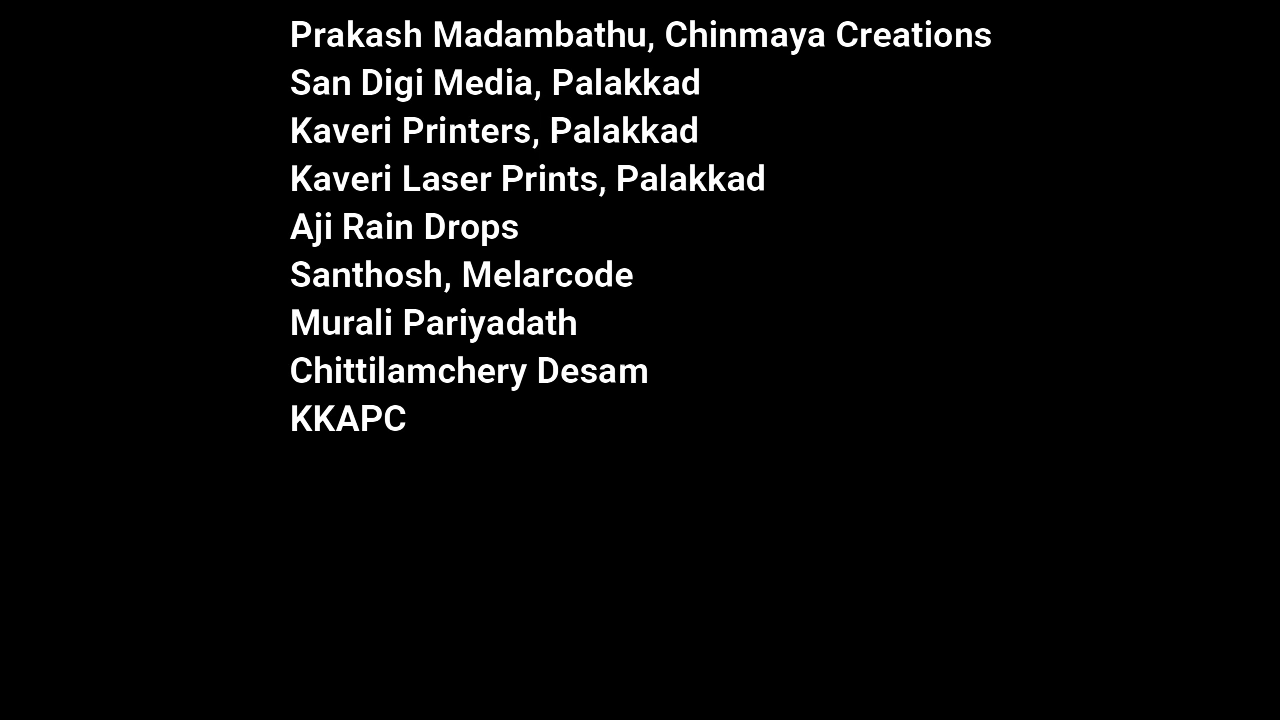 Prakash Madambathu, Chinmaya Creations
San Digi Media, Palakkad
Kaveri Printers, Palakkad
Kaveri Laser Prints, Palakkad
Aji Rain Drops
Santhosh, Melarcode
Murali Pariyadath
Chittilamchery Desam
KKAPC